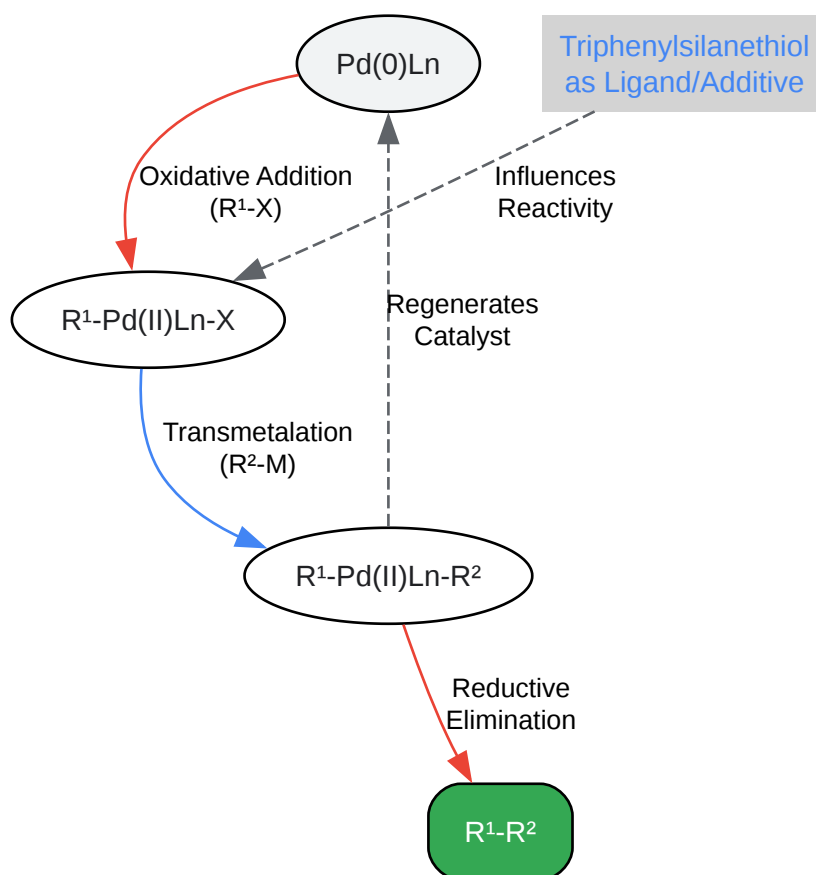 Pd(0)Ln
Triphenylsilanethiol
as Ligand/Additive
Oxidative Addition
(R¹-X)
Influences
Reactivity
R¹-Pd(II)Ln-X
Regenerates
Catalyst
Transmetalation
(R²-M)
R¹-Pd(II)Ln-R²
Reductive
Elimination
R¹-R²